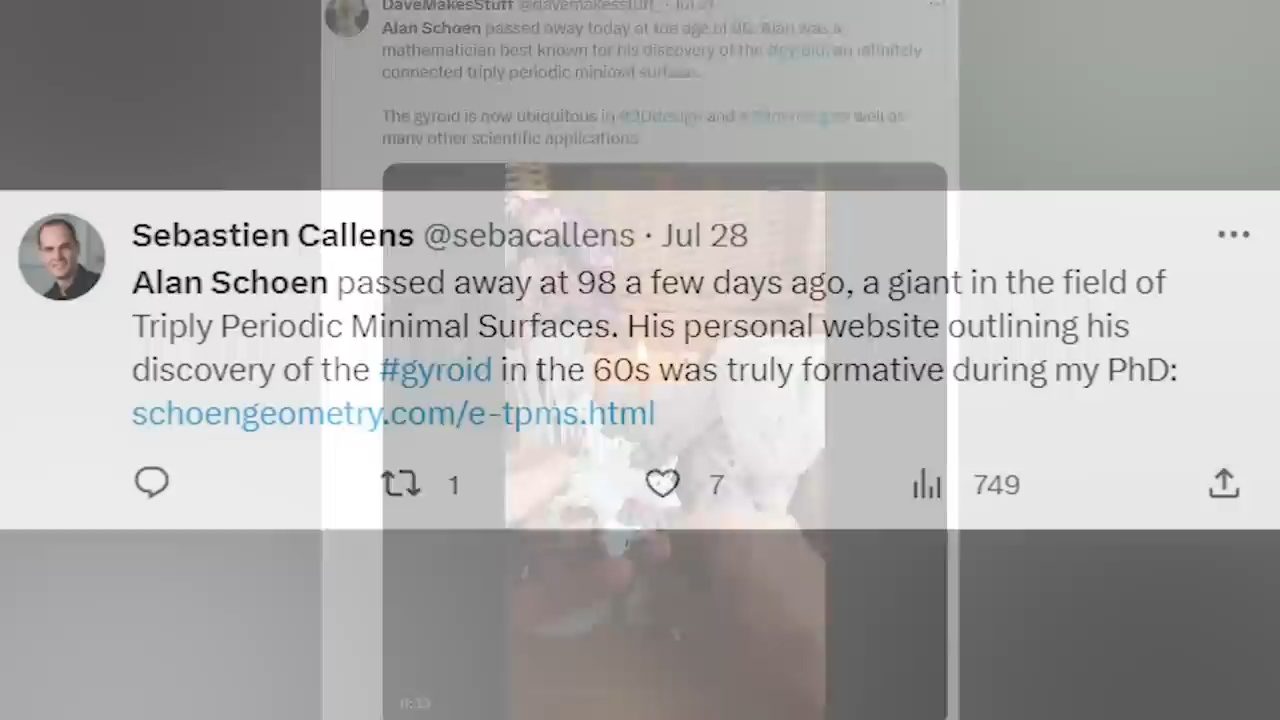 DaveMakesStuff @davemakesstuff_ · Jul 27
Alan Schoen passed away today at the age of 98. Alan was a
mathematician best known for his discovery of the #gyroid, an infinitely
connected triply periodic minimal surface.
The gyroid is now ubiquitous in #3Ddesign and as well as
many other scientific applications.
Sebastien Callens @sebacallens · Jul 28
Alan Schoen passed away at 98 a few days ago, a giant in the field of
Triply Periodic Minimal Surfaces. His personal website outlining his
discovery of the #gyroid in the 60s was truly formative during my PhD:
schoengeometry.com/e-tpms.html
1 7 749